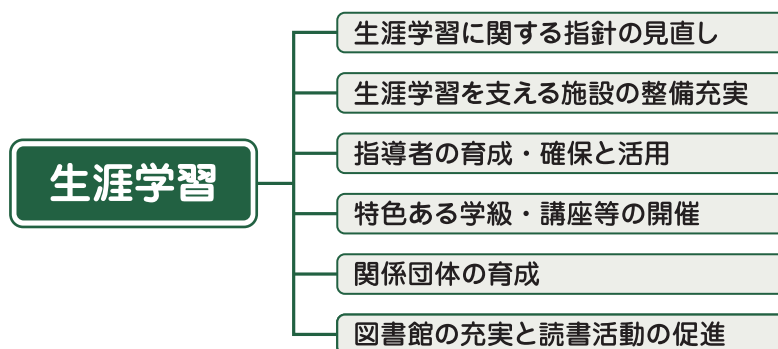 生涯学習
生涯学習に関する指針の見直し
生涯学習を支える施設の整備充実
指導者の育成・確保と活用
特色ある学級・講座等の開催
関係団体の育成
図書館の充実と読書活動の促進